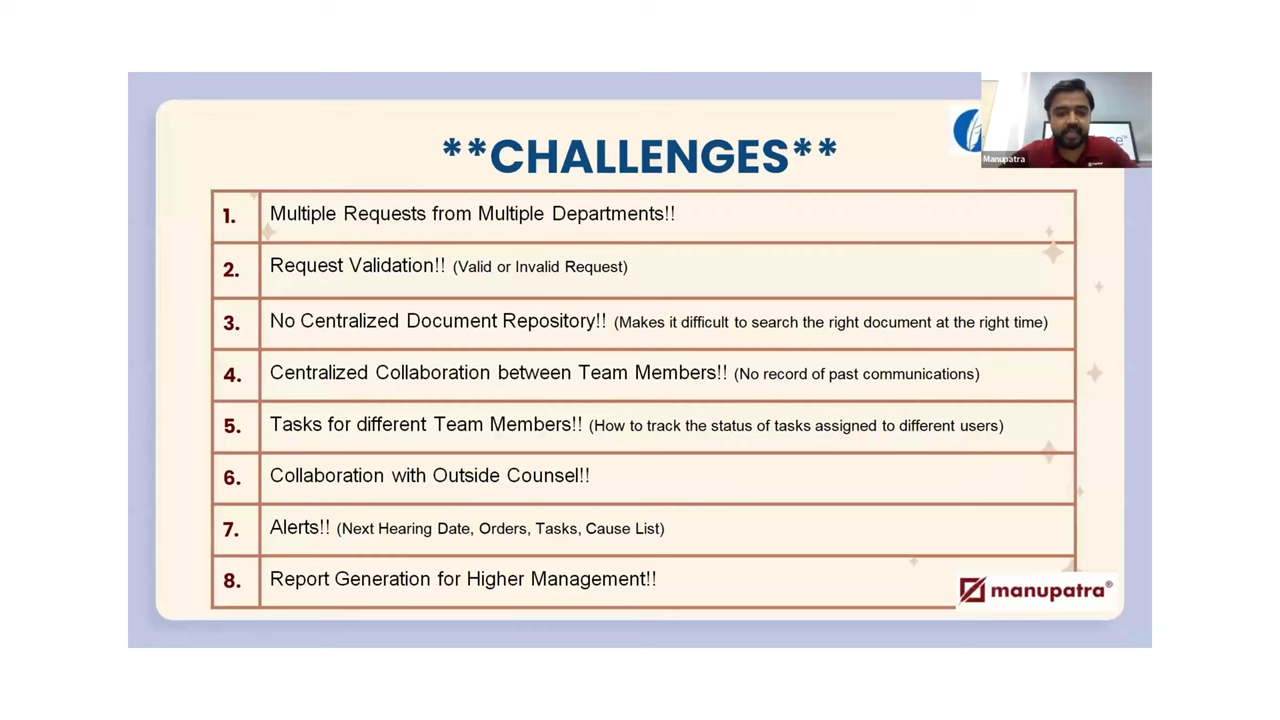 **CHALLENGES**
Manupatra
1. Multiple Requests from Multiple Departments!!
2. Request Validation!! (Valid or Invalid Request)
3. No Centralized Document Repository!! (Makes it difficult to search the right document at the right time)
4. Centralized Collaboration between Team Members!! (No record of past communications)
5. Tasks for different Team Members!! (How to track the status of tasks assigned to different users)
6. Collaboration with Outside Counsel!!
7. Alerts!! (Next Hearing Date, Orders, Tasks, Cause List)
8. Report Generation for Higher Management!!
manupatra®